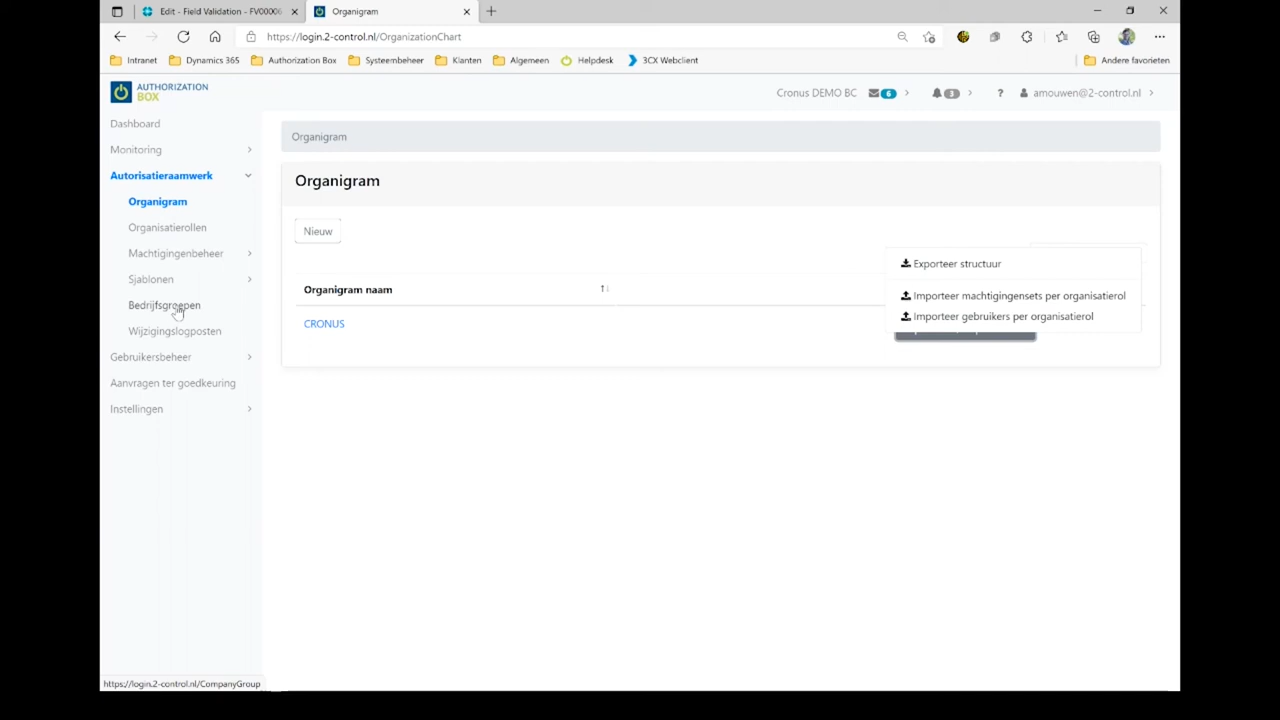 Edit - Field Validation - FV00006
Organigram
https://login.2-control.nl/OrganizationChart
Intranet
Dynamics 365
Authorization Box
Systeembeheer
Klanten
Algemeen
Helpdesk
3CX Webclient
Andere favorieten
AUTHORIZATION
BOX
Cronus DEMO BC
6
3
?
amouwen@2-control.nl
Dashboard
Monitoring
Autorisatieraamwerk
Organigram
Organisatierollen
Machtigingenbeheer
Sjablonen
Bedrijfsgroepen
Wijzigingslogposten
Gebruikersbeheer
Aanvragen ter goedkeuring
Instellingen
Organigram
Organigram
Nieuw
Exporteer structuur
Importeer machtigingensets per organisatierol
Importeer gebruikers per organisatierol
Organigram naam
CRONUS
https://login.2-control.nl/CompanyGroup